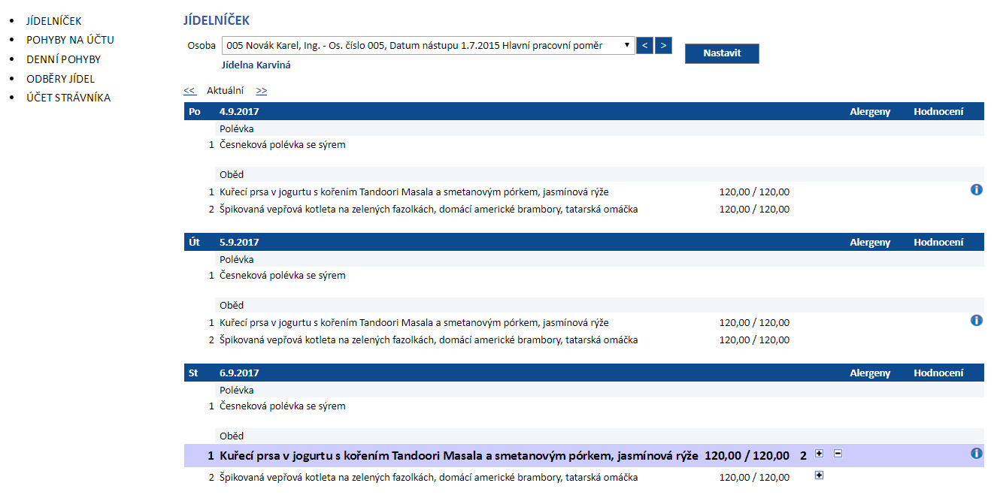 JÍDELNÍČEK
POHYBY NA ÚČTU
DENNÍ POHYBY
ODBĚRY JÍDEL
ÚČET STRÁVNÍKA
JÍDELNÍČEK
Osoba 005 Novák Karel, Ing. - Os. číslo 005, Datum nástupu 1.7.2015 Hlavní pracovní poměr < > Nastavit
Jídelna Karviná
<< Aktuální >>
Po 4.9.2017 Alergeny Hodnocení
Polévka
1 Česneková polévka se sýrem
Oběd
1 Kuřecí prsa v jogurtu s kořením Tandoori Masala a smetanovým pórkem, jasmínová rýže 120,00 / 120,00
2 Špikovaná vepřová kotleta na zelených fazolkách, domácí americké brambory, tatarská omáčka 120,00 / 120,00
Út 5.9.2017 Alergeny Hodnocení
Polévka
1 Česneková polévka se sýrem
Oběd
1 Kuřecí prsa v jogurtu s kořením Tandoori Masala a smetanovým pórkem, jasmínová rýže 120,00 / 120,00
2 Špikovaná vepřová kotleta na zelených fazolkách, domácí americké brambory, tatarská omáčka 120,00 / 120,00
St 6.9.2017 Alergeny Hodnocení
Polévka
1 Česneková polévka se sýrem
Oběd
1 Kuřecí prsa v jogurtu s kořením Tandoori Masala a smetanovým pórkem, jasmínová rýže 120,00 / 120,00 2
2 Špikovaná vepřová kotleta na zelených fazolkách, domácí americké brambory, tatarská omáčka 120,00 / 120,00